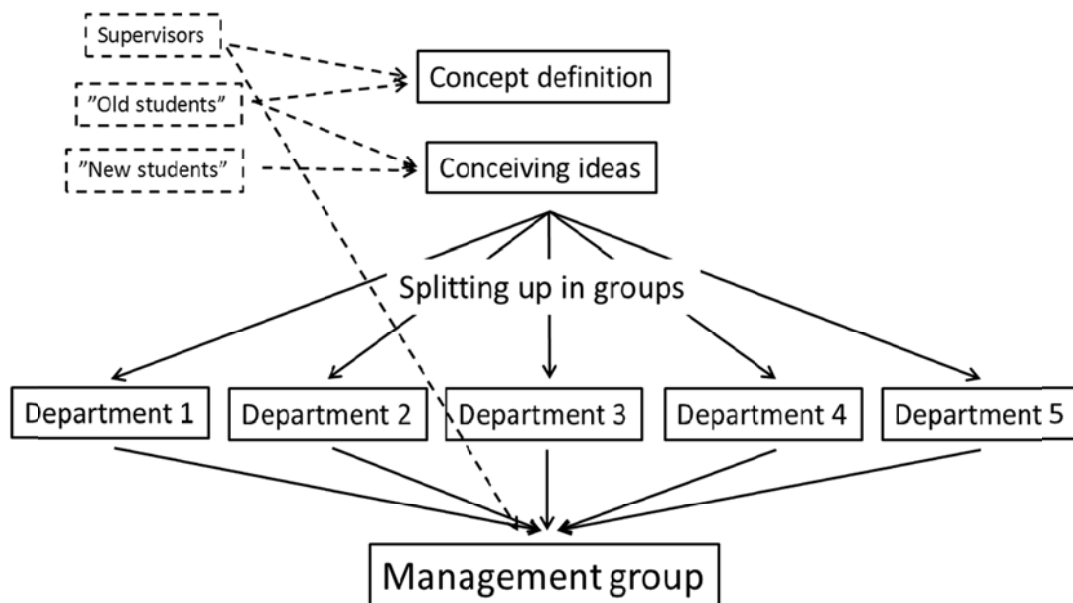 Supervisors
Concept definition
”Old students”
”New students”
Conceiving ideas
Splitting up in groups
Department 1
Department 2
Department 3
Department 4
Department 5
Management group